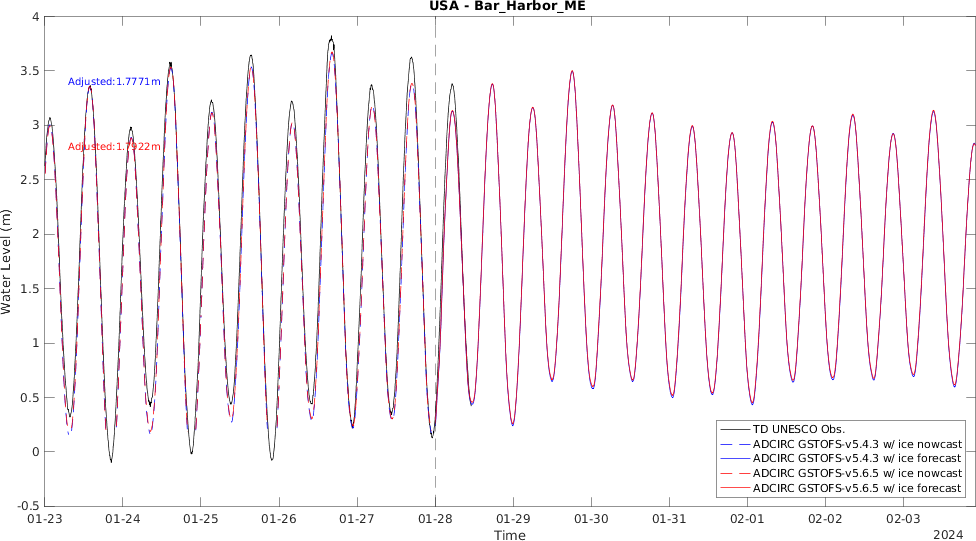 USA - Bar_Harbor_ME
4
3.5
3
2.5
2
1.5
1
0.5
0
-0.5
Water Level (m)
Adjusted:1.7771m
Adjusted:1.7922m
TD UNESCO Obs.
ADCIRC GSTOFS-v5.4.3 w/ ice nowcast
ADCIRC GSTOFS-v5.4.3 w/ ice forecast
ADCIRC GSTOFS-v5.6.5 w/ ice nowcast
ADCIRC GSTOFS-v5.6.5 w/ ice forecast
01-23 01-24 01-25 01-26 01-27 01-28 01-29 01-30 01-31 02-01 02-02 02-03
Time
2024